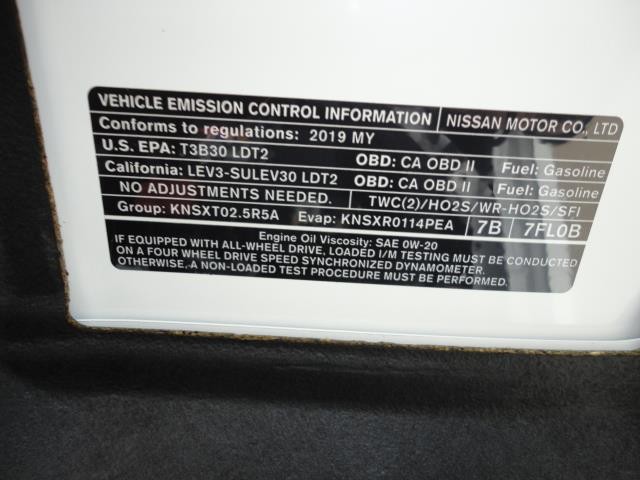 VEHICLE EMISSION CONTROL INFORMATION NISSAN MOTOR CO., LTD
Conforms to regulations: 2019 MY
U.S. EPA: T3B30 LDT2 OBD: CA OBD II Fuel: Gasoline
California: LEV3-SULEV30 LDT2 OBD: CA OBD II Fuel: Gasoline
NO ADJUSTMENTS NEEDED. TWC(2)/HO2S/WR-HO2S/SFI
Group: KNSXT02.5R5A Evap: KNSXR0114PEA 7B 7FL0B
Engine Oil Viscosity: SAE 0W-20
IF EQUIPPED WITH ALL-WHEEL DRIVE, LOADED I/M TESTING MUST BE CONDUCTED
ON A FOUR WHEEL DRIVE SPEED SYNCHRONIZED DYNAMOMETER.
OTHERWISE, A NON-LOADED TEST PROCEDURE MUST BE PERFORMED.